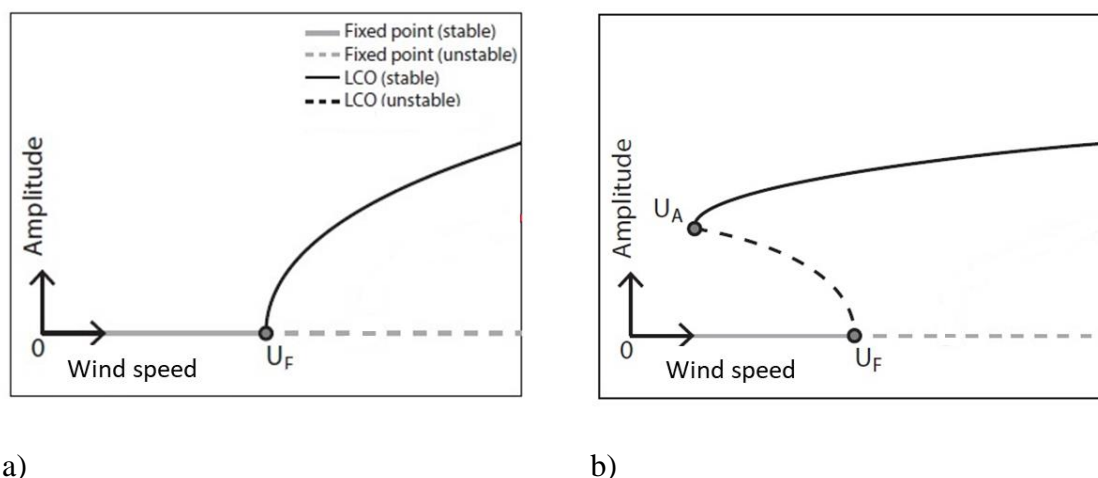 Fixed point (stable)
Fixed point (unstable)
LCO (stable)
LCO (unstable)
Amplitude
0
Wind speed
U_F
a)
Amplitude
U_A
0
Wind speed
U_F
b)